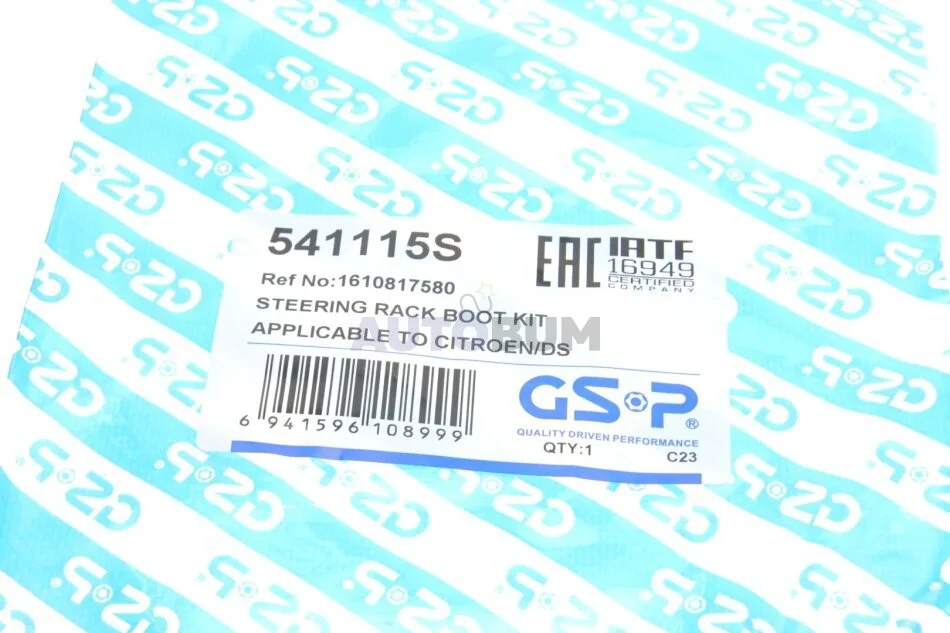 541115S
EAC
IATF
16949
CERTIFIED
COMPANY
Ref No:1610817580
STEERING RACK BOOT KIT
APPLICABLE TO CITROEN/DS
AUTOBUM
6 941596 108999
GSP®
QUALITY DRIVEN PERFORMANCE
QTY:1
C23